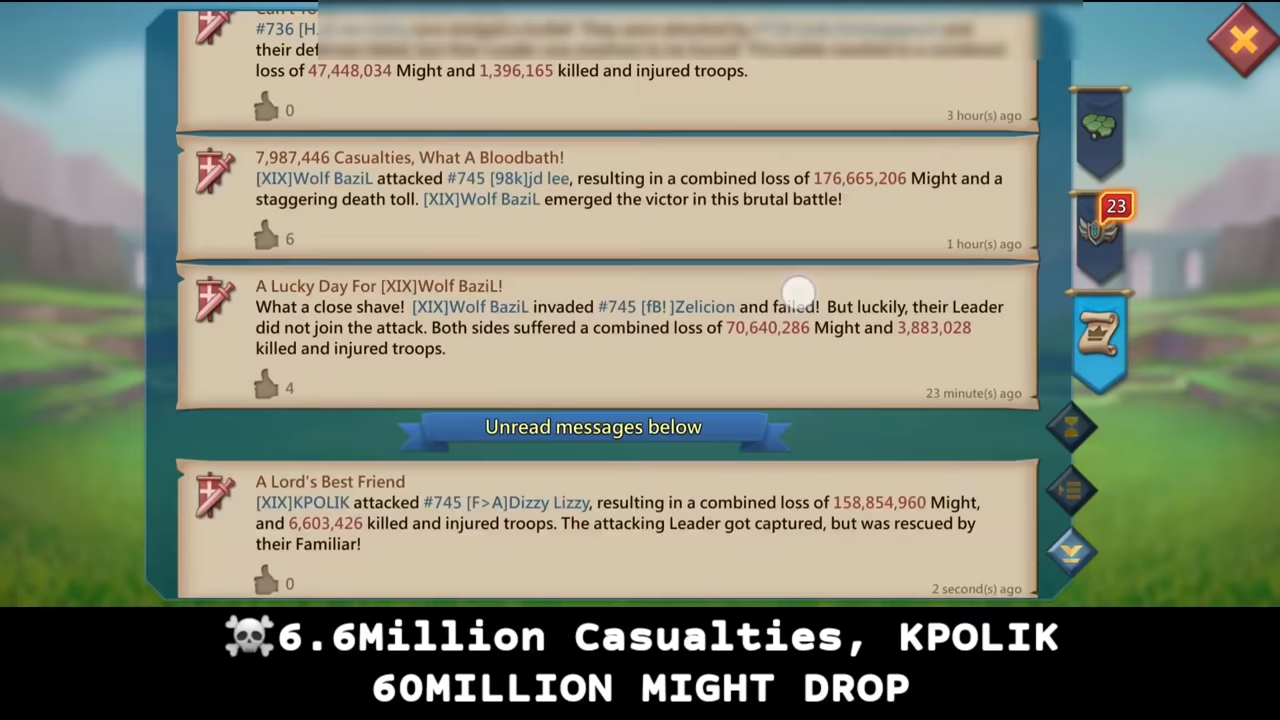 #736 [H.
their def
loss of 47,448,034 Might and 1,396,165 killed and injured troops.
0
3 hour(s) ago
7,987,446 Casualties, What A Bloodbath!
[XIX]Wolf BaziL attacked #745 [98k]jd lee, resulting in a combined loss of 176,665,206 Might and a
staggering death toll. [XIX]Wolf BaziL emerged the victor in this brutal battle!
6
1 hour(s) ago
23
A Lucky Day For [XIX]Wolf BaziL!
What a close shave! [XIX]Wolf BaziL invaded #745 [fB! ]Zelicion and failed! But luckily, their Leader
did not join the attack. Both sides suffered a combined loss of 70,640,286 Might and 3,883,028
killed and injured troops.
4
23 minute(s) ago
Unread messages below
A Lord's Best Friend
[XIX]KPOLIK attacked #745 [F>A]Dizzy Lizzy, resulting in a combined loss of 158,854,960 Might,
and 6,603,426 killed and injured troops. The attacking Leader got captured, but was rescued by
their Familiar!
0
2 second(s) ago
☠️6.6Million Casualties, KPOLIK
60MILLION MIGHT DROP